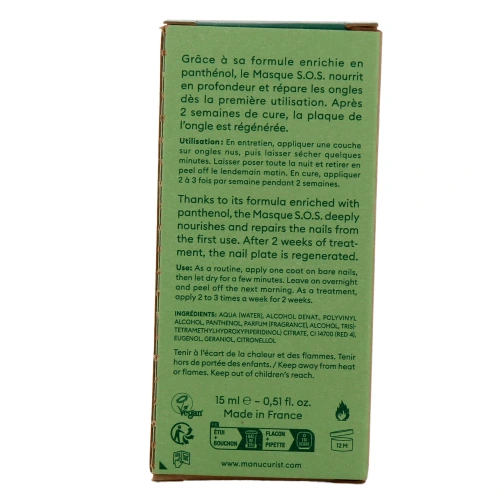 Grâce à sa formule enrichie en
panthénol, le Masque S.O.S. nourrit
en profondeur et répare les ongles
dès la première utilisation. Après
2 semaines de cure, la plaque de
l'ongle est régénérée.
Utilisation : En entretien, appliquer une couche
sur ongles nus, puis laisser sécher quelques
minutes. Laisser poser toute la nuit et retirer en
peel off le lendemain matin. En cure, appliquer
2 à 3 fois par semaine pendant 2 semaines.
Thanks to its formula enriched with
panthenol, the Masque S.O.S. deeply
nourishes and repairs the nails from
the first use. After 2 weeks of treat-
ment, the nail plate is regenerated.
Use: As a routine, apply one coat on bare nails,
then let dry for a few minutes. Leave on overnight
and peel off the next morning. As a treatment,
apply 2 to 3 times a week for 2 weeks.
INGRÉDIENTS: AQUA (WATER), ALCOHOL DENAT., POLYVINYL
ALCOHOL, PANTHENOL, PARFUM (FRAGRANCE) ALCOHOL, TRIS(-
TETRAMETHYLHYDROXYPIPERIDINOL) CITRATE, CI 14700 (RED 4),
EUGENOL, GERANIOL, CITRONELLOL
Tenir à l'écart de la chaleur et des flammes. Tenir
hors de portée des enfants. / Keep away from heat
or flames. Keep out of children's reach.
15 ml ℮ – 0,51 fl. oz.
Made in France
Vegan
ÉTUI
+
BOUCHON
FLACON
+
PIPETTE
12 M
www.manucurist.com